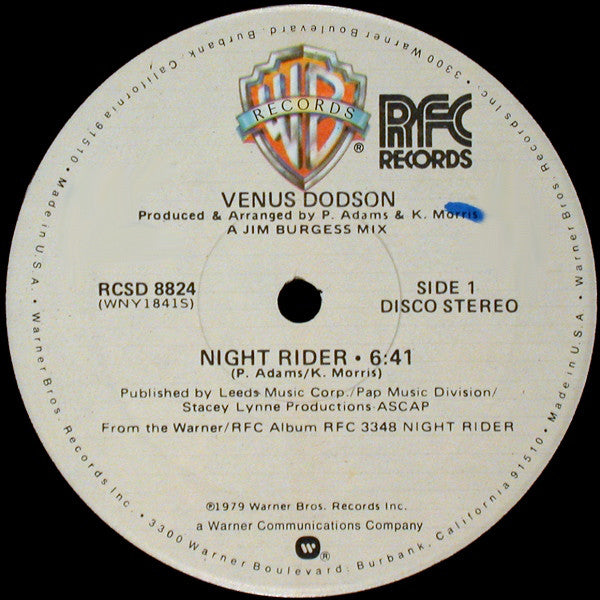 WB
RECORDS
®
RFC
RECORDS
VENUS DODSON
Produced & Arranged by P. Adams & K. Morris
A JIM BURGESS MIX
RCSD 8824
(WNY1841S)
SIDE 1
DISCO STEREO
NIGHT RIDER • 6:41
(P. Adams/K. Morris)
Published by Leeds Music Corp./Pap Music Division/
Stacey Lynne Productions-ASCAP
From the Warner/RFC Album RFC 3348 NIGHT RIDER
℗1979 Warner Bros. Records Inc.
a Warner Communications Company
®
Warner Bros. Records Inc. • 3300 Warner Boulevard, Burbank, California 91510 • Made in U.S.A. • Warner Bros. Records Inc. • 3300 Warner Boulevard, Burbank, California 91510 • Made in U.S.A. •